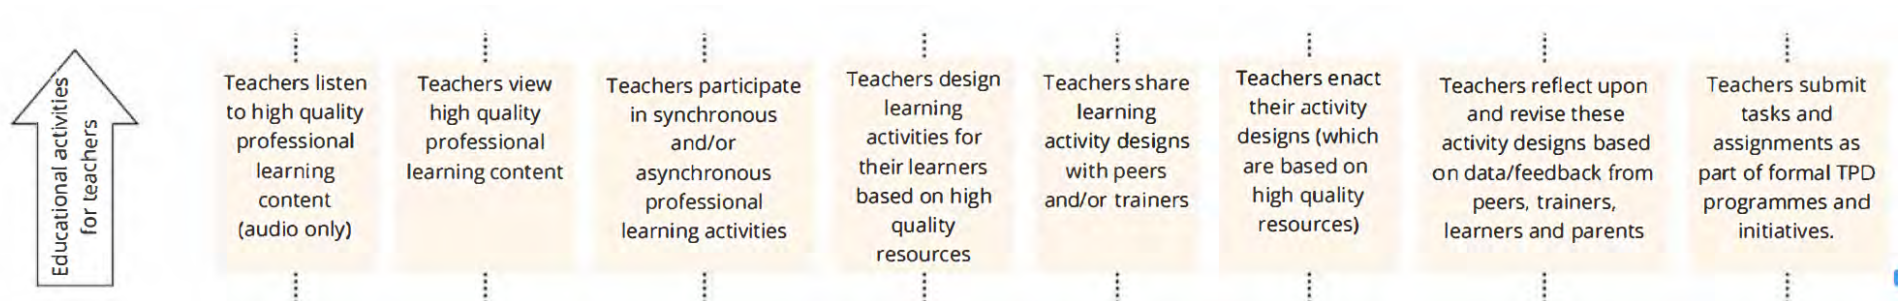 Educational activities
for teachers
Teachers listen
to high quality
professional
learning
content
(audio only)
Teachers view
high quality
professional
learning content
Teachers participate
in synchronous
and/or
asynchronous
professional
learning activities
Teachers design
learning
activities for
their learners
based on high
quality
resources
Teachers share
learning
activity designs
with peers
and/or trainers
Teachers enact
their activity
designs (which
are based on
high quality
resources)
Teachers reflect upon
and revise these
activity designs based
on data/feedback from
peers, trainers,
learners and parents
Teachers submit
tasks and
assignments as
part of formal TPD
programmes and
initiatives.